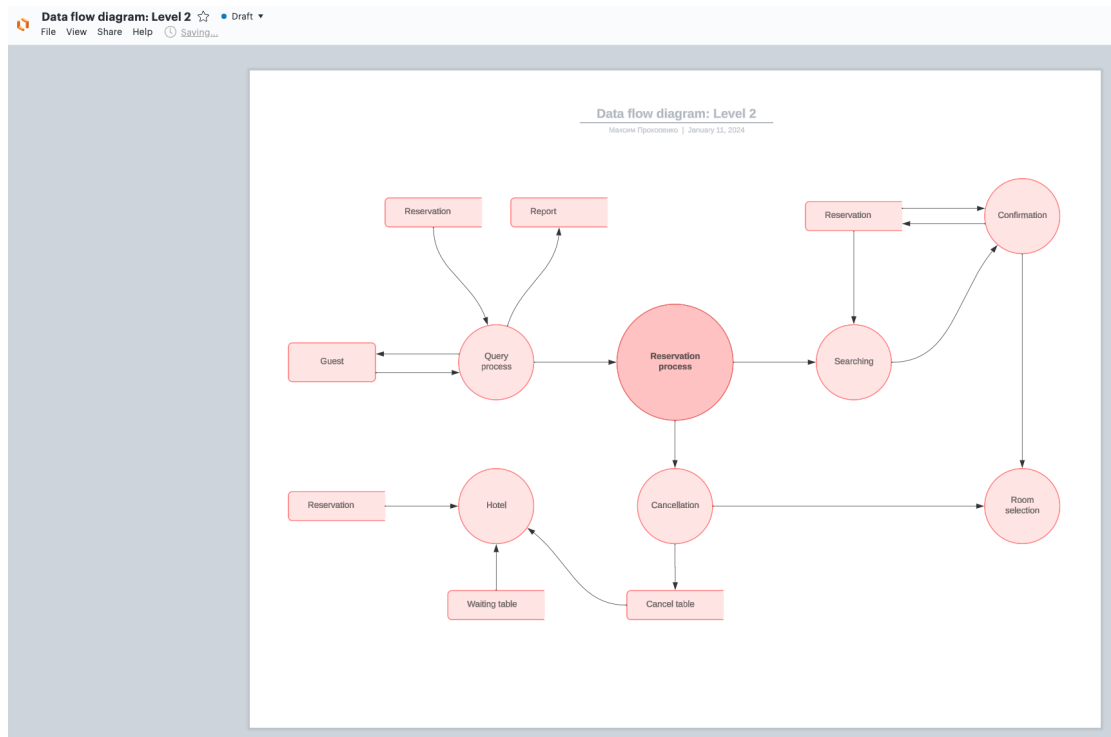 Data flow diagram: Level 2
Draft
File View Share Help Saving...
Data flow diagram: Level 2
Максим Прокопенко | January 11, 2024
Reservation
Report
Reservation
Confirmation
Guest
Query
process
Reservation
process
Searching
Reservation
Hotel
Cancellation
Room
selection
Waiting table
Cancel table